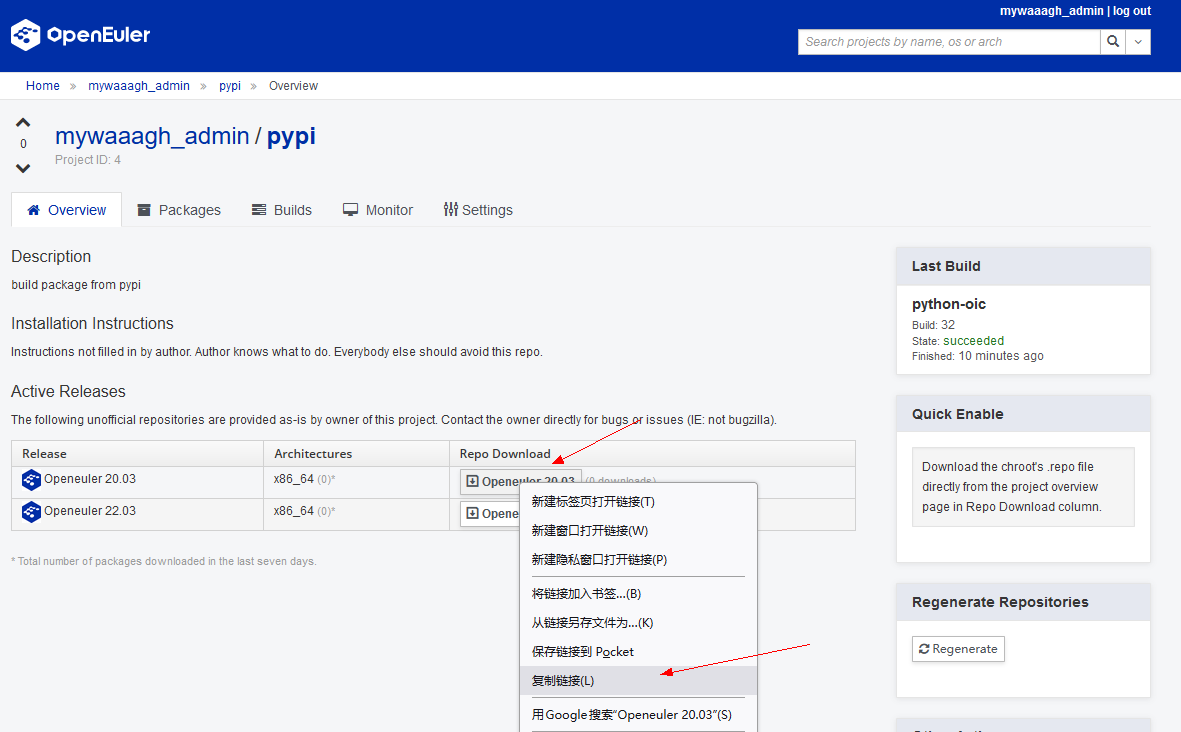 mywaaagh_admin | log out
OpenEuler
Search projects by name, os or arch
Home » mywaaagh_admin » pypi » Overview
0
mywaaagh_admin / pypi
Project ID: 4
Overview Packages Builds Monitor Settings
Description
build package from pypi
Installation Instructions
Instructions not filled in by author. Author knows what to do. Everybody else should avoid this repo.
Active Releases
The following unofficial repositories are provided as-is by owner of this project. Contact the owner directly for bugs or issues (IE: not bugzilla).
Release Architectures Repo Download
Openeuler 20.03 x86_64 (0)* Openeuler 20.03 (0 downloads)
Openeuler 22.03 x86_64 (0)* Opene
* Total number of packages downloaded in the last seven days.
新建标签页打开链接(T)
新建窗口打开链接(W)
新建隐私窗口打开链接(P)
将链接加入书签...(B)
从链接另存文件为...(K)
保存链接到 Pocket
复制链接(L)
用Google搜索“Openeuler 20.03”(S)
Last Build
python-oic
Build: 32
State: succeeded
Finished: 10 minutes ago
Quick Enable
Download the chroot's .repo file
directly from the project overview
page in Repo Download column.
Regenerate Repositories
Regenerate